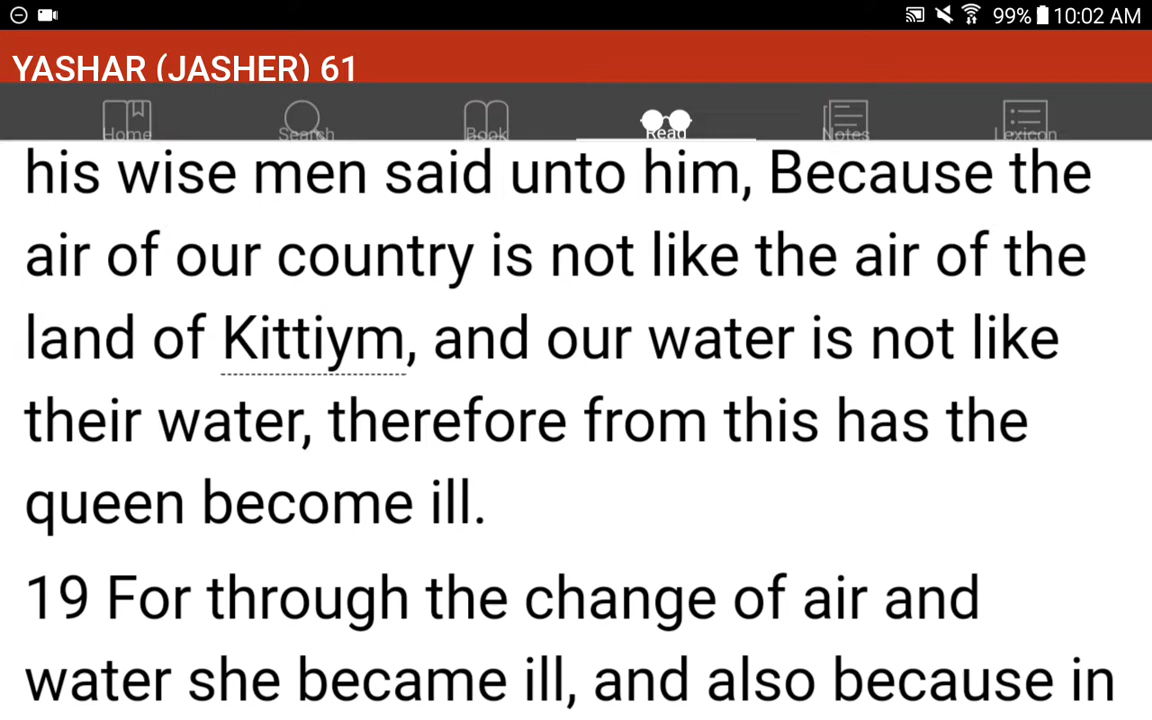 99% 10:02 AM
YASHAR (JASHER) 61
Home Search Book Read Notes Lexicon
his wise men said unto him, Because the
air of our country is not like the air of the
land of Kittiym, and our water is not like
their water, therefore from this has the
queen become ill.
19 For through the change of air and
water she became ill, and also because in